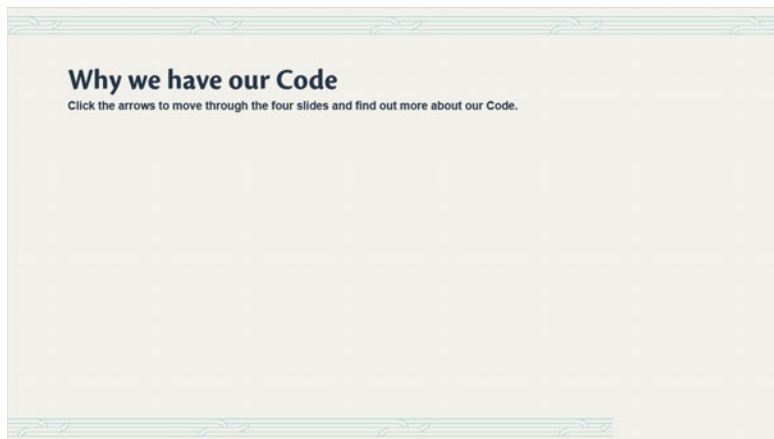 Why we have our Code
Click the arrows to move through the four slides and find out more about our Code.